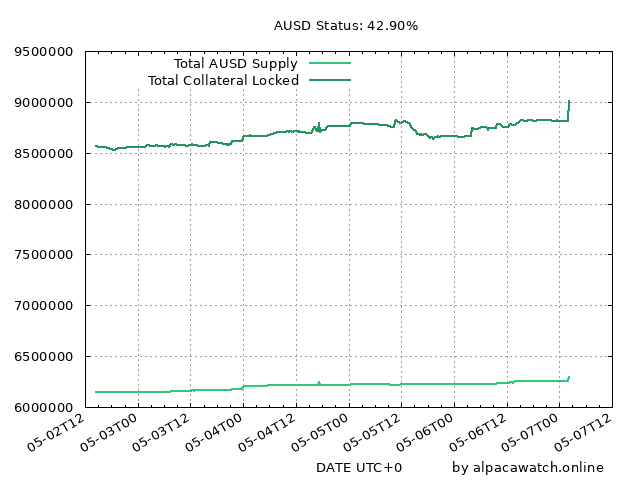 AUSD Status: 42.90%
Total AUSD Supply
Total Collateral Locked
9500000
9000000
8500000
8000000
7500000
7000000
6500000
6000000
05-02T12
05-03T00
05-03T12
05-04T00
05-04T12
05-05T00
05-05T12
05-06T00
05-06T12
05-07T00
05-07T12
DATE UTC+0
by alpacawatch.online